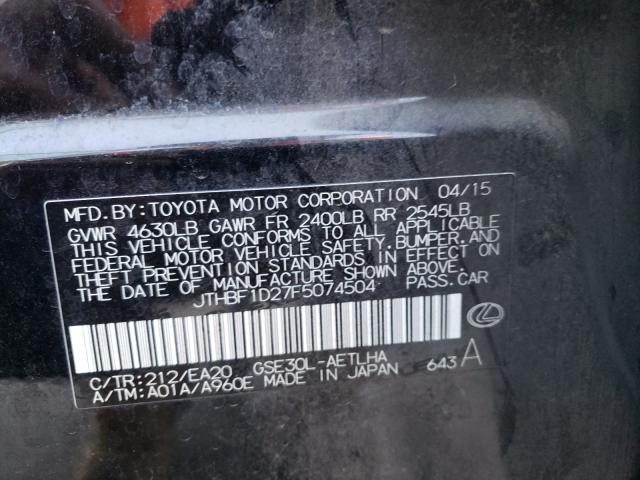 MFD.BY:TOYOTA MOTOR CORPORATION 04/15
GVWR 4630LB GAWR FR 2400LB RR 2545LB
THIS VEHICLE CONFORMS TO ALL APPLICABLE
FEDERAL MOTOR VEHICLE SAFETY,BUMPER,AND
THEFT PREVENTION STANDARDS IN EFFECT ON
THE DATE OF MANUFACTURE SHOWN ABOVE.
JTHBF1D27F5074504 PASS.CAR
C/TR:212/EA20 GSE30L-AETLHA
A/TM:A01A/A960E MADE IN JAPAN 643 A